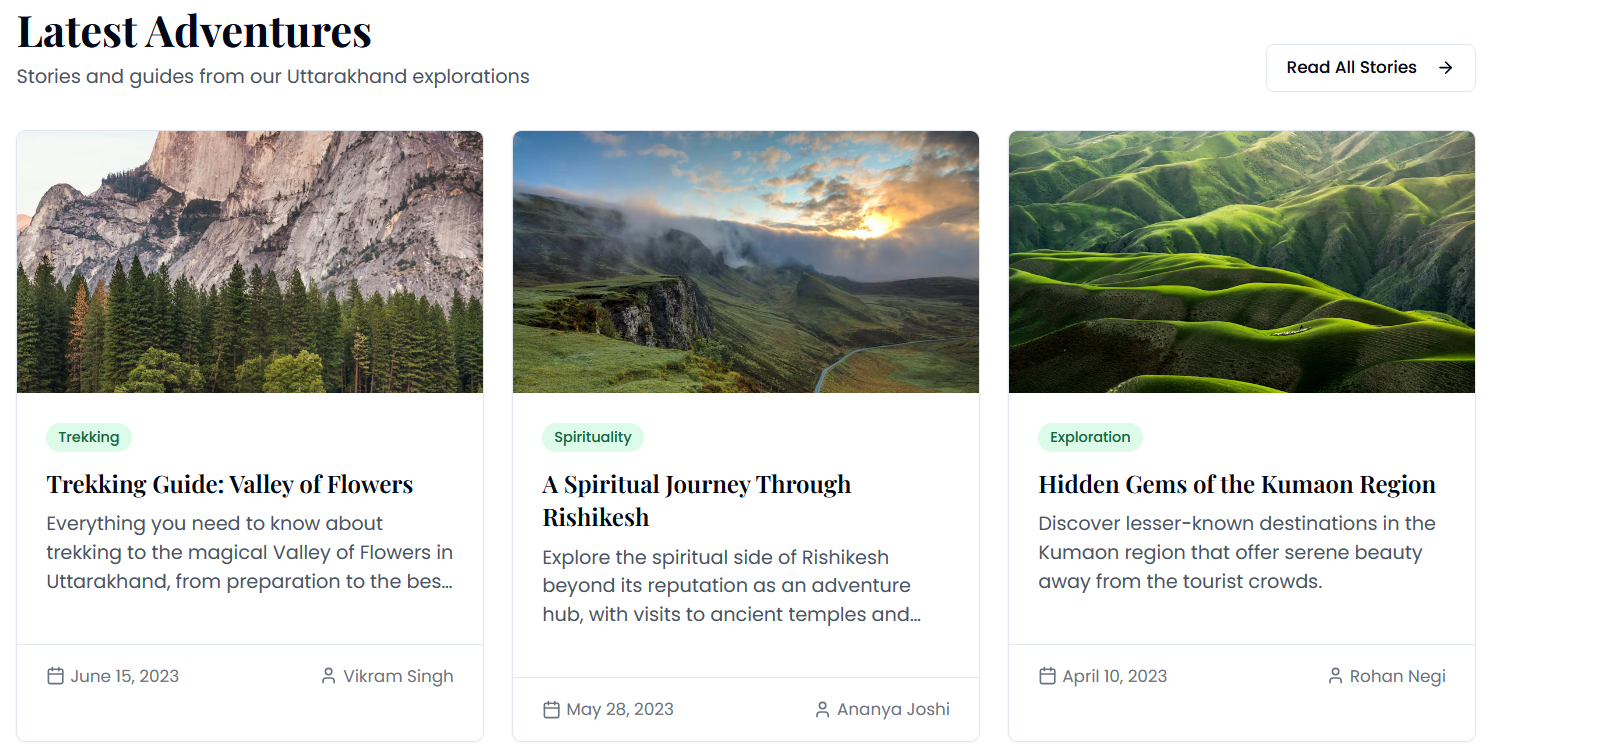 Latest Adventures
Stories and guides from our Uttarakhand explorations
Read All Stories
Trekking
Trekking Guide: Valley of Flowers
Everything you need to know about
trekking to the magical Valley of Flowers in
Uttarakhand, from preparation to the bes...
June 15, 2023
Vikram Singh
Spirituality
A Spiritual Journey Through
Rishikesh
Explore the spiritual side of Rishikesh
beyond its reputation as an adventure
hub, with visits to ancient temples and...
May 28, 2023
Ananya Joshi
Exploration
Hidden Gems of the Kumaon Region
Discover lesser-known destinations in the
Kumaon region that offer serene beauty
away from the tourist crowds.
April 10, 2023
Rohan Negi